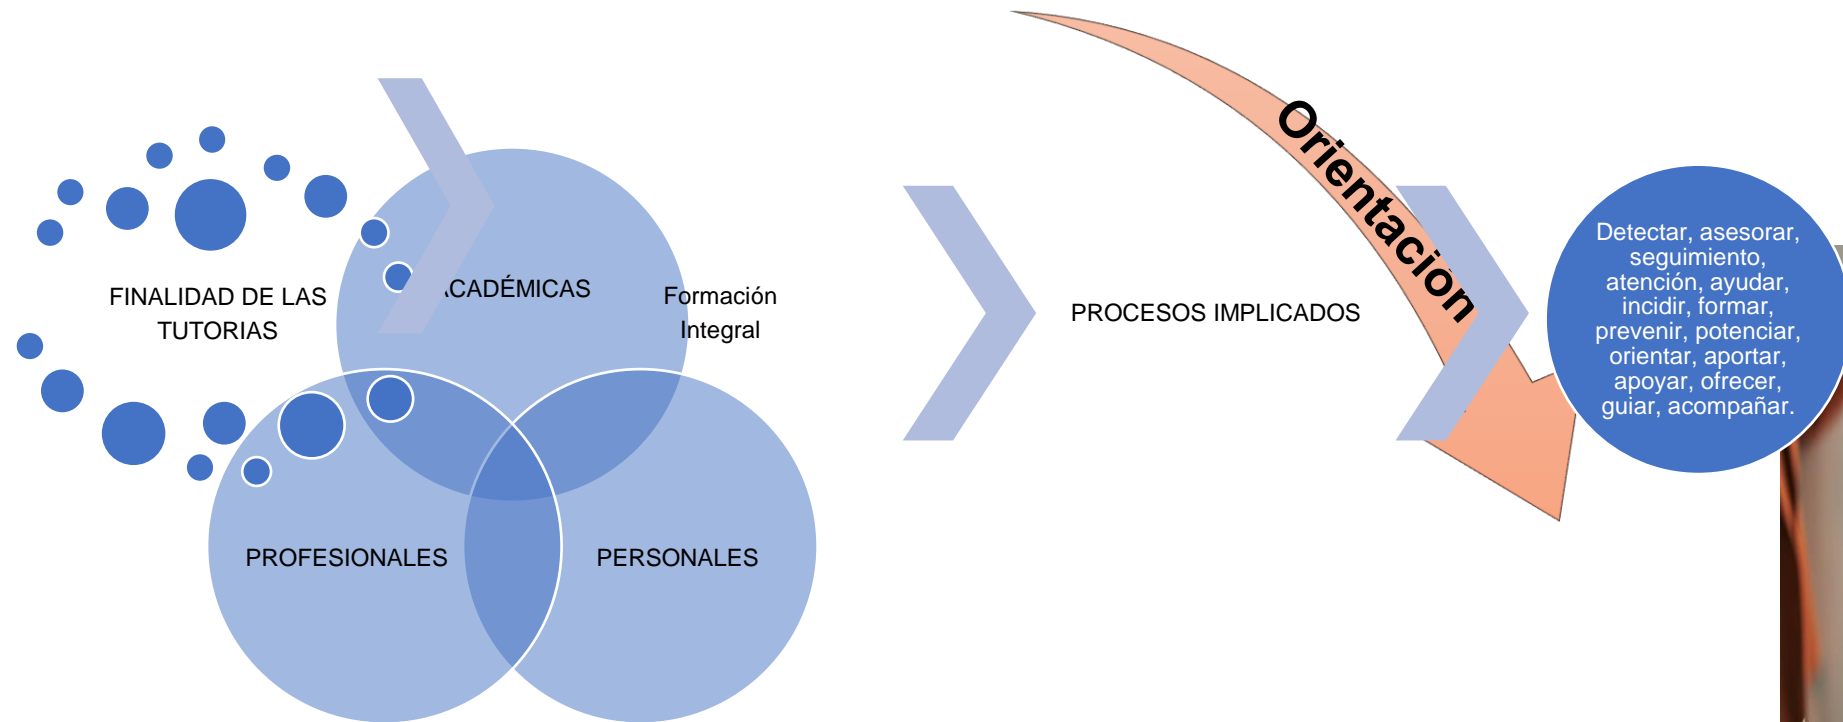 FINALIDAD DE LAS
TUTORIAS
CADÉMICAS
Formación
Integral
PROFESIONALES
PERSONALES
PROCESOS IMPLICADOS
Orientación
Detectar, asesorar,
seguimiento,
atención, ayudar,
incidir, formar,
prevenir, potenciar,
orientar, aportar,
apoyar, ofrecer,
guiar, acompañar.